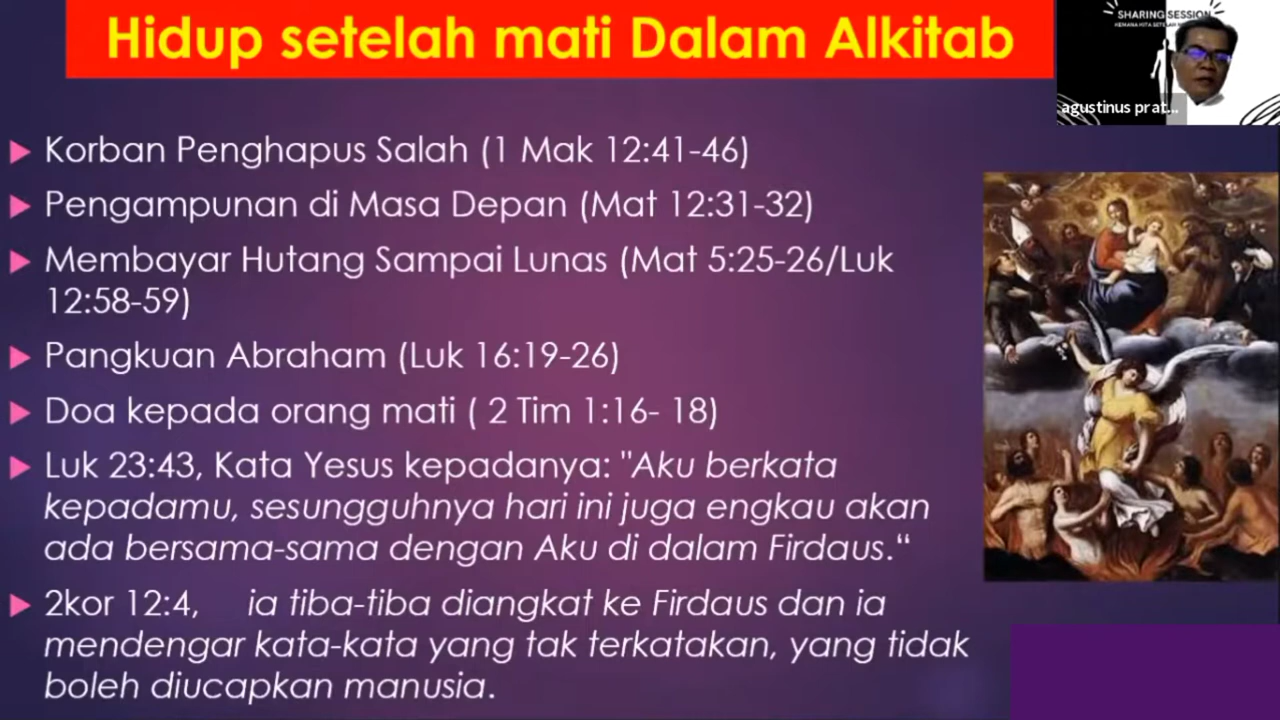 Hidup setelah mati Dalam Alkitab
SHARING SESSION
agustinus prat...
Korban Penghapus Salah (1 Mak 12:41-46)
Pengampunan di Masa Depan (Mat 12:31-32)
Membayar Hutang Sampai Lunas (Mat 5:25-26/Luk
12:58-59)
Pangkuan Abraham (Luk 16:19-26)
Doa kepada orang mati ( 2 Tim 1:16- 18)
Luk 23:43, Kata Yesus kepadanya: "Aku berkata
kepadamu, sesungguhnya hari ini juga engkau akan
ada bersama-sama dengan Aku di dalam Firdaus.“
2kor 12:4, ia tiba-tiba diangkat ke Firdaus dan ia
mendengar kata-kata yang tak terkatakan, yang tidak
boleh diucapkan manusia.